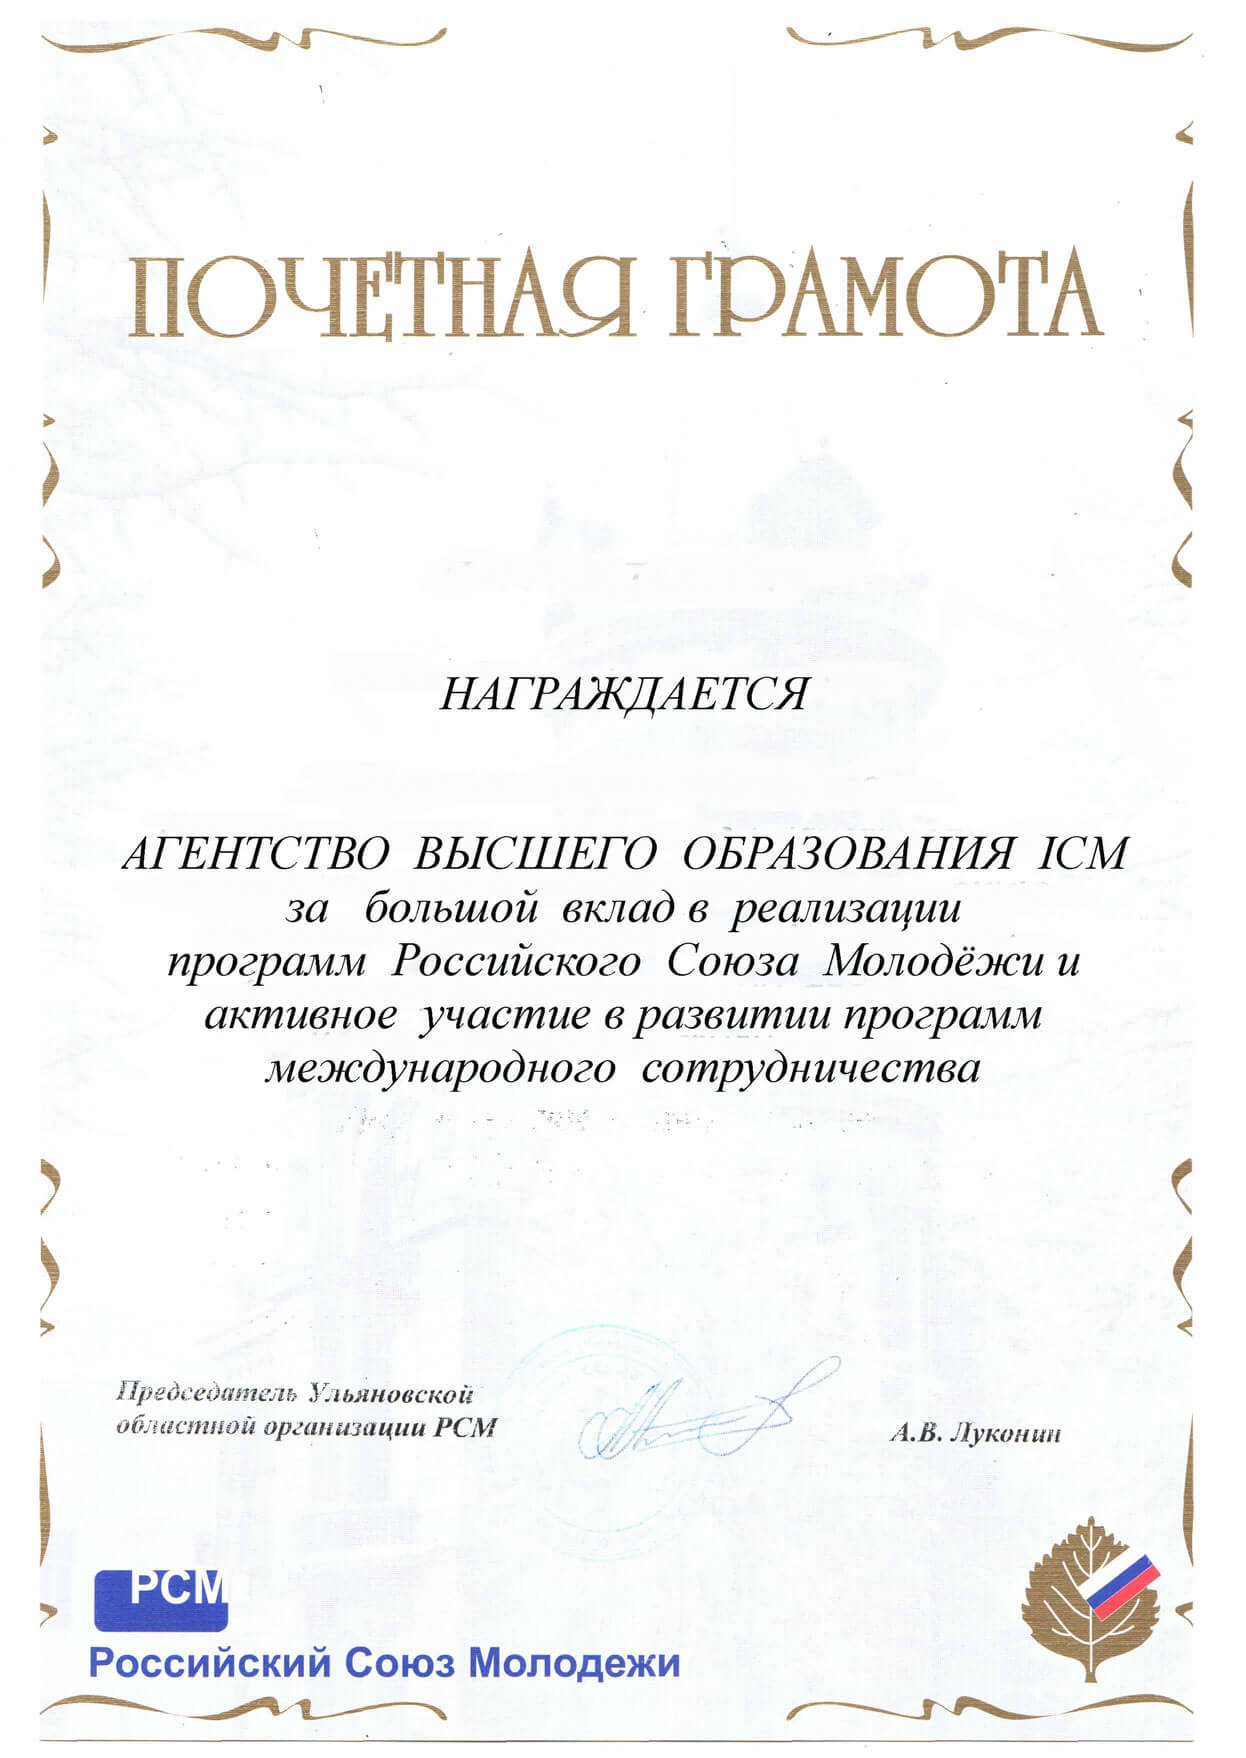 ПОЧЕТНАЯ ГРАМОТА
НАГРАЖДАЕТСЯ
АГЕНТСТВО ВЫСШЕГО ОБРАЗОВАНИЯ ICM
за большой вклад в реализации
программ Российского Союза Молодёжи и
активное участие в развитии программ
международного сотрудничества
Председатель Ульяновской
областной организации РСМ
А.В. Луконин
РСМ
Российский Союз Молодежи